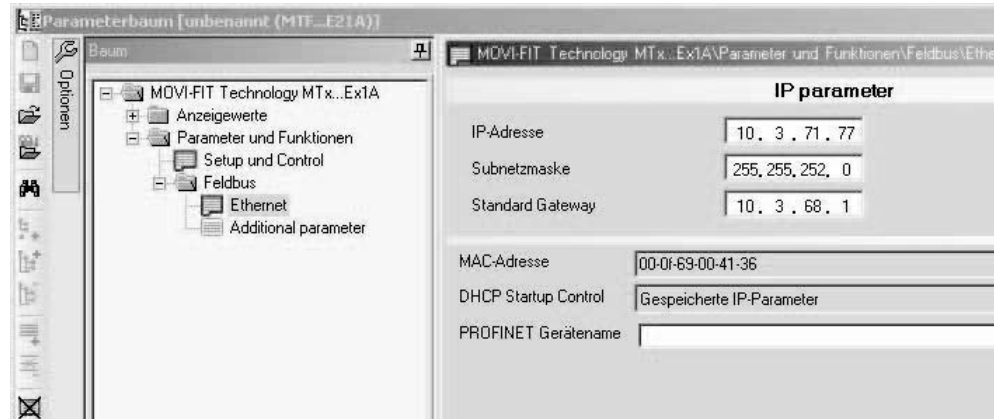 Parameterbaum [unbenannt (MTF...E21A)]
Optionen
Baum
MOVI-FIT Technology MTx...Ex1A
Anzeigewerte
Parameter und Funktionen
Setup und Control
Feldbus
Ethernet
Additional parameter
MOVI-FIT Technology MTx...Ex1A\Parameter und Funktionen\Feldbus\Ethe
IP parameter
IP-Adresse 10. 3 .71 .77
Subnetzmaske 255.255.252. 0
Standard Gateway 10. 3 .68. 1
MAC-Adresse 00-0f-69-00-41-36
DHCP Startup Control Gespeicherte IP-Parameter
PROFINET Gerätename